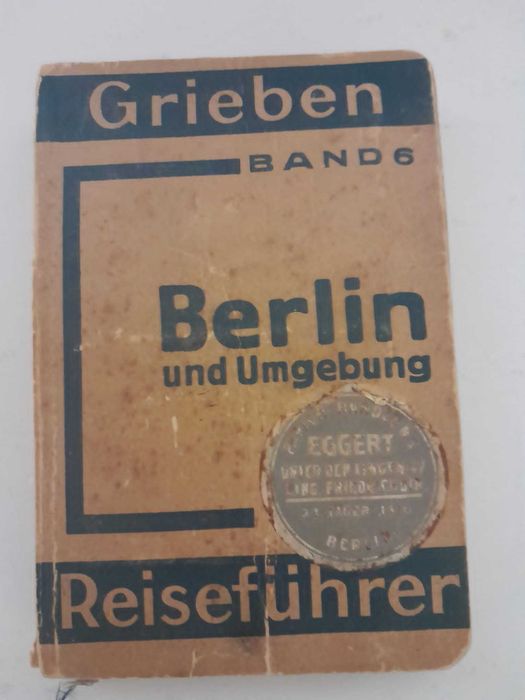 Grieben
BAND 6
Berlin
und Umgebung
EGGERT
UNTER DEN LINDEN
BERLIN
Reiseführer